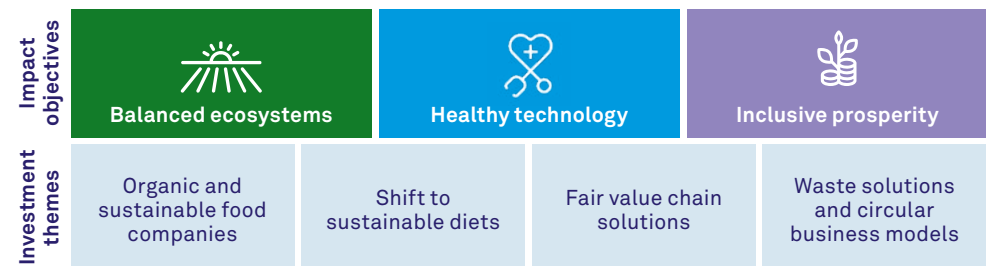 Impact
objectives
Balanced ecosystems
Healthy technology
Inclusive prosperity
Investment
themes
Organic and
sustainable food
companies
Shift to
sustainable diets
Fair value chain
solutions
Waste solutions
and circular
business models